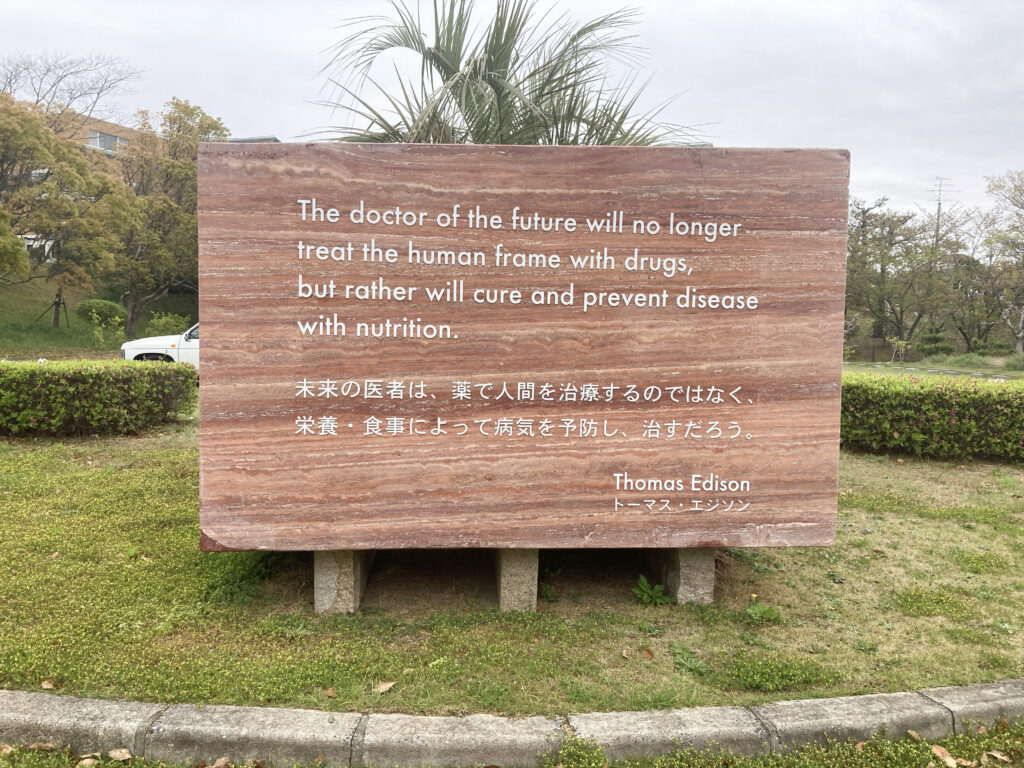 The doctor of the future will no longer
treat the human frame with drugs,
but rather will cure and prevent disease
with nutrition.
未来の医者は、薬で人間を治療するのではなく、
栄養・食事によって病気を予防し、治すだろう。
Thomas Edison
トーマス・エジソン